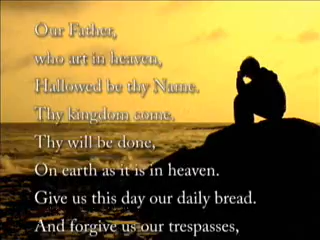 Our Father,
who art in heaven,
Hallowed be thy Name.
Thy kingdom come.
Thy will be done,
On earth as it is in heaven.
Give us this day our daily bread.
And forgive us our trespasses,